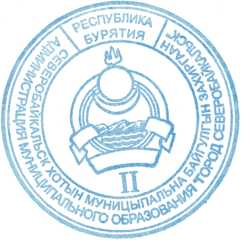 РЕСПУБЛИКА
БУРЯТИЯ
АДМИНИСТРАЦИЯ МУНИЦИПАЛЬНОГО ОБРАЗОВАНИЯ "ГОРОД СЕВЕРОБАЙКАЛЬСК"
СЕВЕРОБАЙКАЛЬСК ХОТЫН МУНИЦИПАЛЬНА БАЙГУУЛГЫН ЗАХИРГААН
II